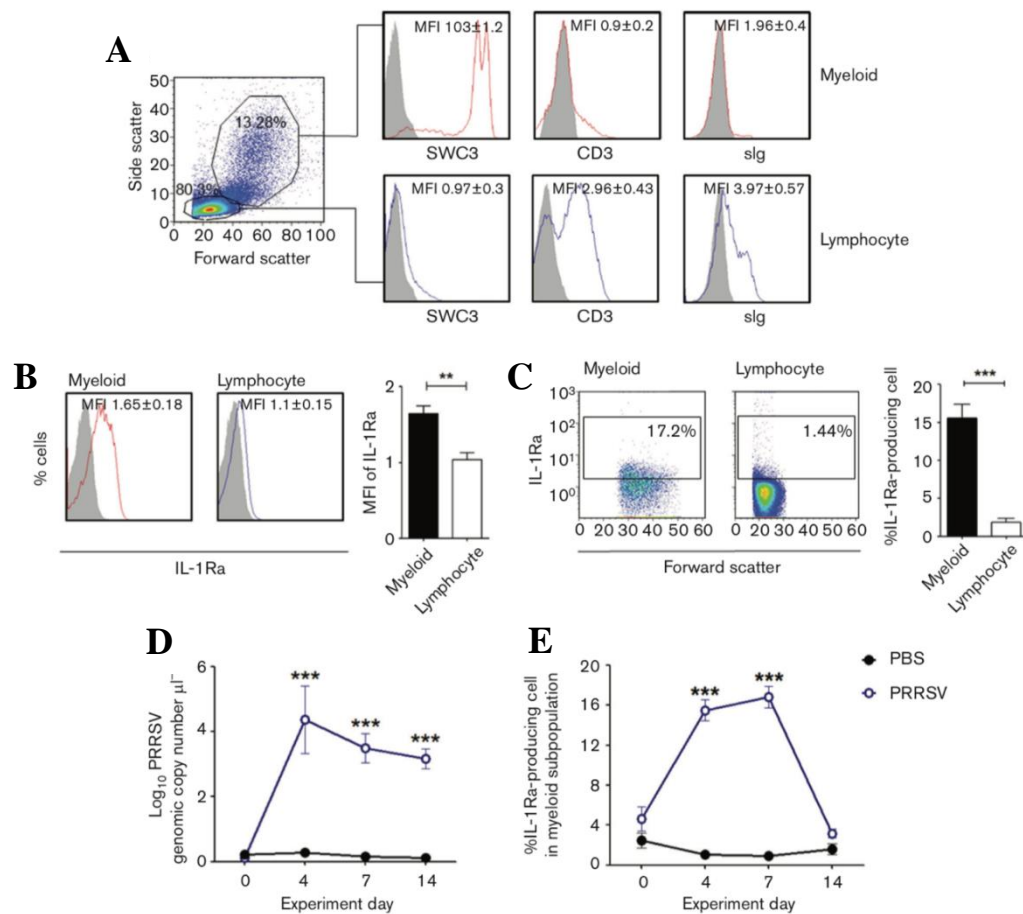 A
MFI 103±1.2
MFI 0.9±0.2
MFI 1.96±0.4
Myeloid
SWC3
CD3
sIg
Side scatter
50
40
30
20
10
0
13.28%
80.3%
0 20 40 60 80 100
Forward scatter
MFI 0.97±0.3
MFI 2.96±0.43
MFI 3.97±0.57
Lymphocyte
SWC3
CD3
sIg
B
Myeloid
Lymphocyte
MFI 1.65±0.18
MFI 1.1±0.15
% cells
IL-1Ra
**
MFI of IL-1Ra
2
1
0
Myeloid
Lymphocyte
C
Myeloid
Lymphocyte
IL-1Ra
10³
10²
10¹
10⁰
17.2%
1.44%
0 10 20 30 40 50 60
0 10 20 30 40 50 60
Forward scatter
***
%IL-1Ra-producing cell
20
15
10
5
0
Myeloid
Lymphocyte
D
Log₁₀ PRRSV
genomic copy number µl⁻
6
4
2
0
***
***
***
0 4 7 14
Experiment day
E
%IL-1Ra-producing cell
in myeloid subpopulation
20
16
12
8
4
0
***
***
0 4 7 14
Experiment day
PBS
PRRSV